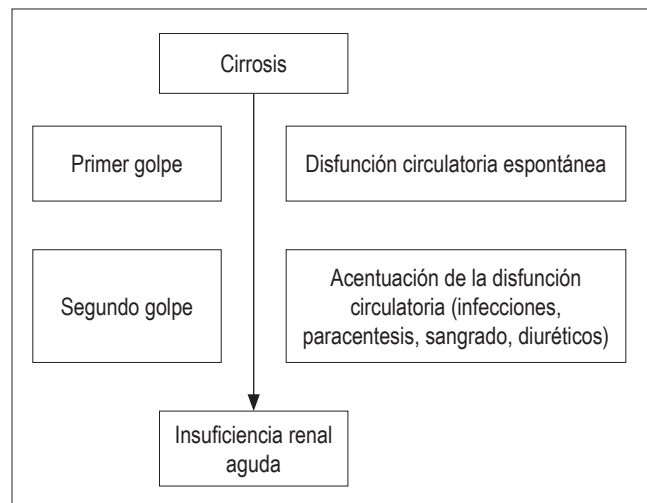 Cirrosis
Primer golpe
Disfunción circulatoria espontánea
Segundo golpe
Acentuación de la disfunción
circulatoria (infecciones,
paracentesis, sangrado, diuréticos)
Insuficiencia renal
aguda